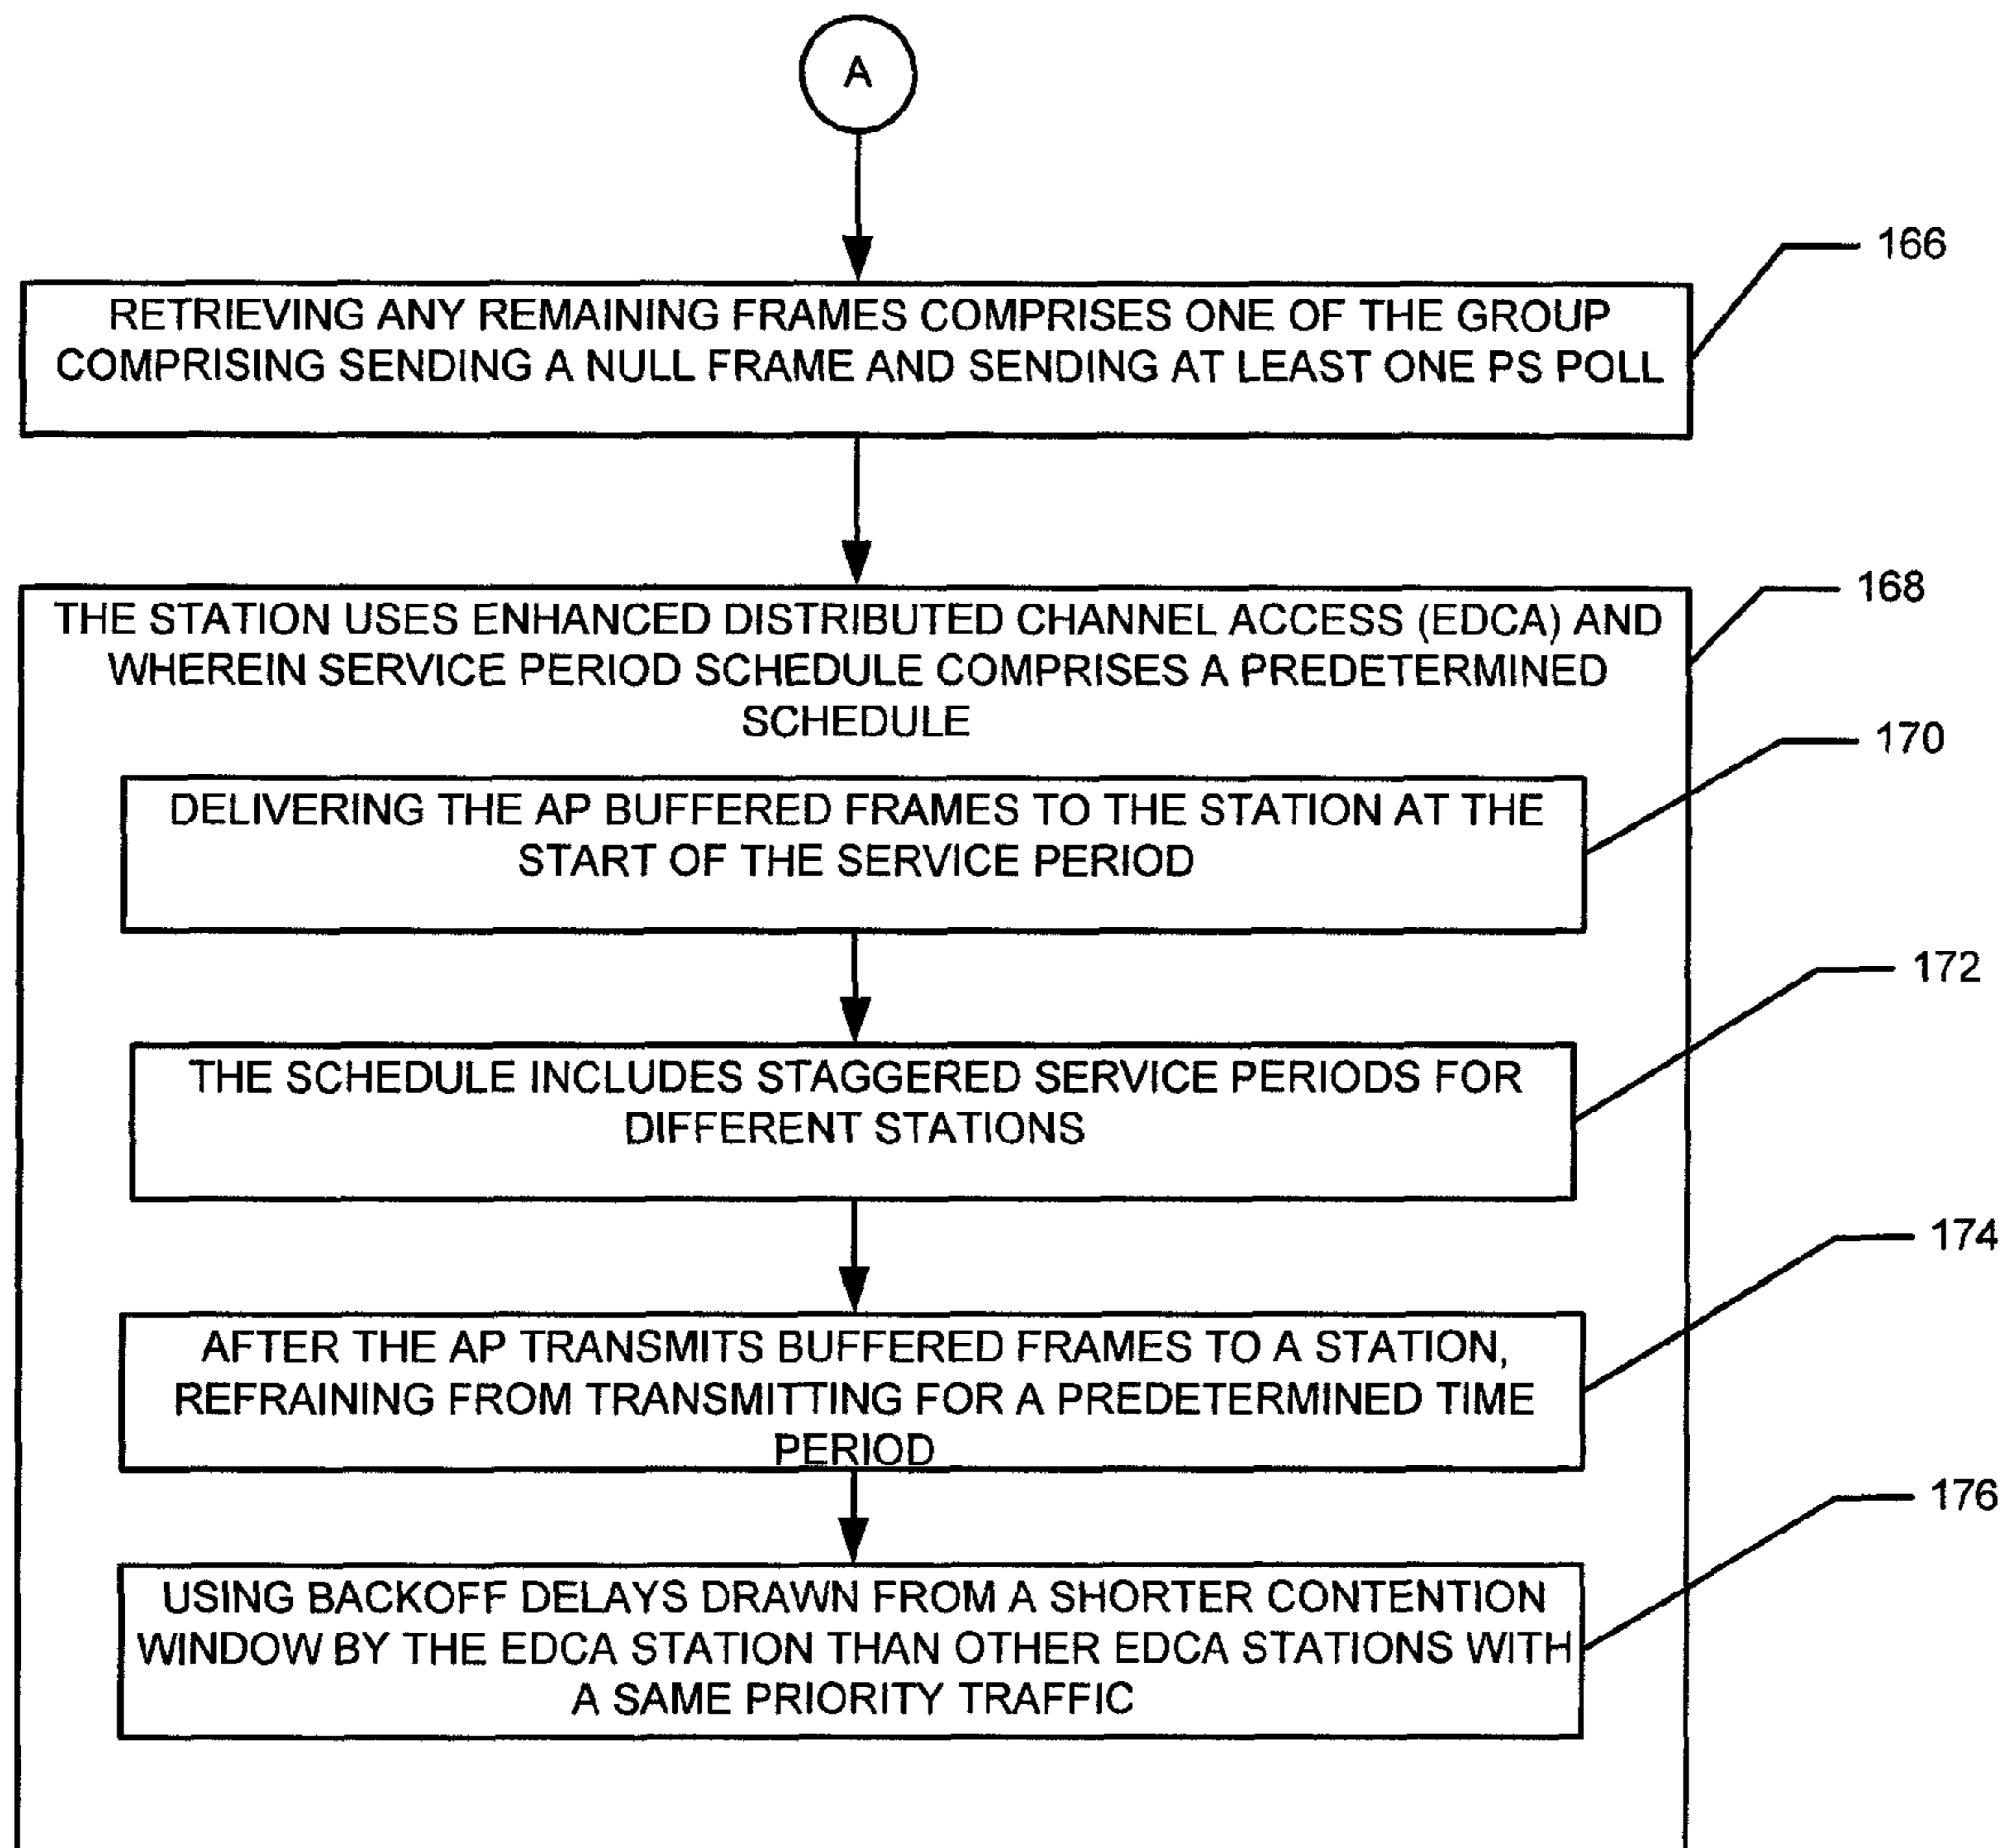 A
166
RETRIEVING ANY REMAINING FRAMES COMPRISES ONE OF THE GROUP
COMPRISING SENDING A NULL FRAME AND SENDING AT LEAST ONE PS POLL
168
THE STATION USES ENHANCED DISTRIBUTED CHANNEL ACCESS (EDCA) AND
WHEREIN SERVICE PERIOD SCHEDULE COMPRISES A PREDETERMINED
SCHEDULE
170
DELIVERING THE AP BUFFERED FRAMES TO THE STATION AT THE
START OF THE SERVICE PERIOD
172
THE SCHEDULE INCLUDES STAGGERED SERVICE PERIODS FOR
DIFFERENT STATIONS
174
AFTER THE AP TRANSMITS BUFFERED FRAMES TO A STATION,
REFRAINING FROM TRANSMITTING FOR A PREDETERMINED TIME
PERIOD
176
USING BACKOFF DELAYS DRAWN FROM A SHORTER CONTENTION
WINDOW BY THE EDCA STATION THAN OTHER EDCA STATIONS WITH
A SAME PRIORITY TRAFFIC